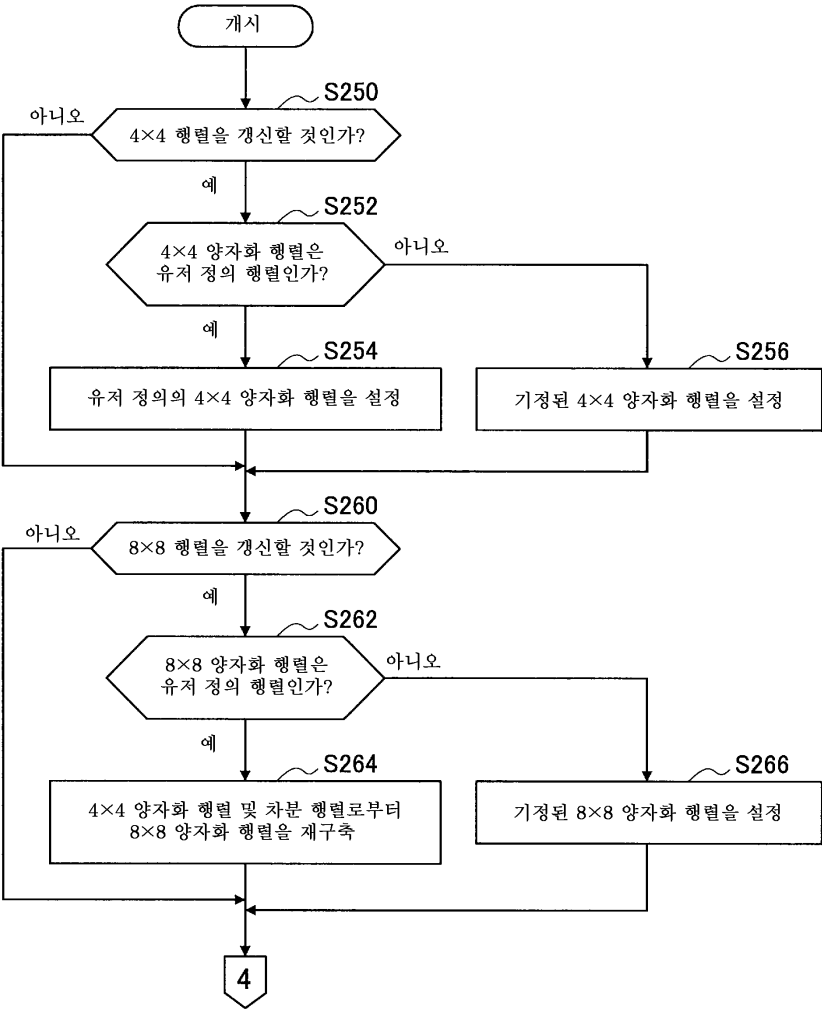 개시
S250
아니오
4×4 행렬을 갱신할 것인가?
예
S252
4×4 양자화 행렬은
유저 정의 행렬인가?
아니오
예
S254
유저 정의의 4×4 양자화 행렬을 설정
S256
기정된 4×4 양자화 행렬을 설정
S260
아니오
8×8 행렬을 갱신할 것인가?
예
S262
8×8 양자화 행렬은
유저 정의 행렬인가?
아니오
예
S264
4×4 양자화 행렬 및 차분 행렬로부터
8×8 양자화 행렬을 재구축
S266
기정된 8×8 양자화 행렬을 설정
4